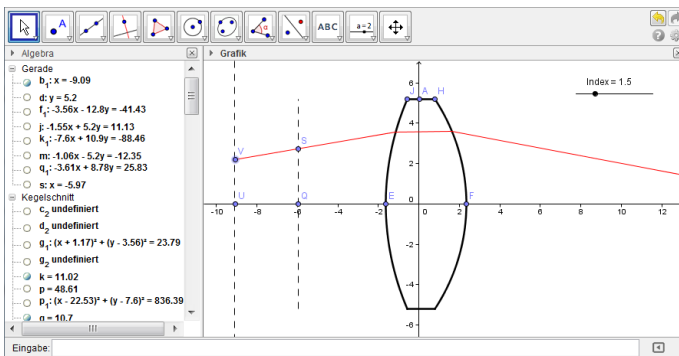 A
ABC
a=2
Algebra
Grafik
Gerade
b₁: x = -9.09
d: y = 5.2
f₁: -3.56x - 12.8y = -41.43
j: -1.55x + 5.2y = 11.13
k₁: -7.6x + 10.9y = -88.46
m: -1.06x - 5.2y = -12.35
q₁: -3.61x + 8.78y = 25.83
s: x = -5.97
Kegelschnitt
c₂ undefiniert
d₂ undefiniert
g₁: (x + 1.17)² + (y - 3.56)² = 23.79
g₂ undefiniert
k = 11.02
p = 48.61
p₁: (x - 22.53)² + (y - 7.6)² = 836.39
q = 10.7
Index = 1.5
J A H
6
4
V S
2
U Q E F
-10 -8 -6 -4 -2 0 0 2 4 6 8 10 12
-2
-4
-6
Eingabe: